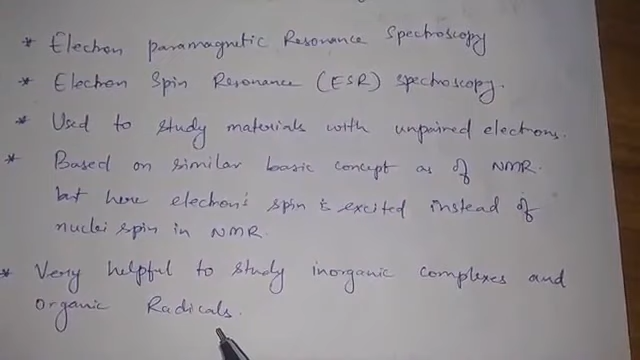 * Electron paramagnetic Resonance Spectroscopy
* Electron Spin Resonance (ESR) spectroscopy.
* Used to study materials with unpaired electrons.
* Based on similar basic concept as of NMR.
but here electron's spin is excited instead of
nuclei spin in NMR.
* Very helpful to study inorganic complexes and
organic Radicals.